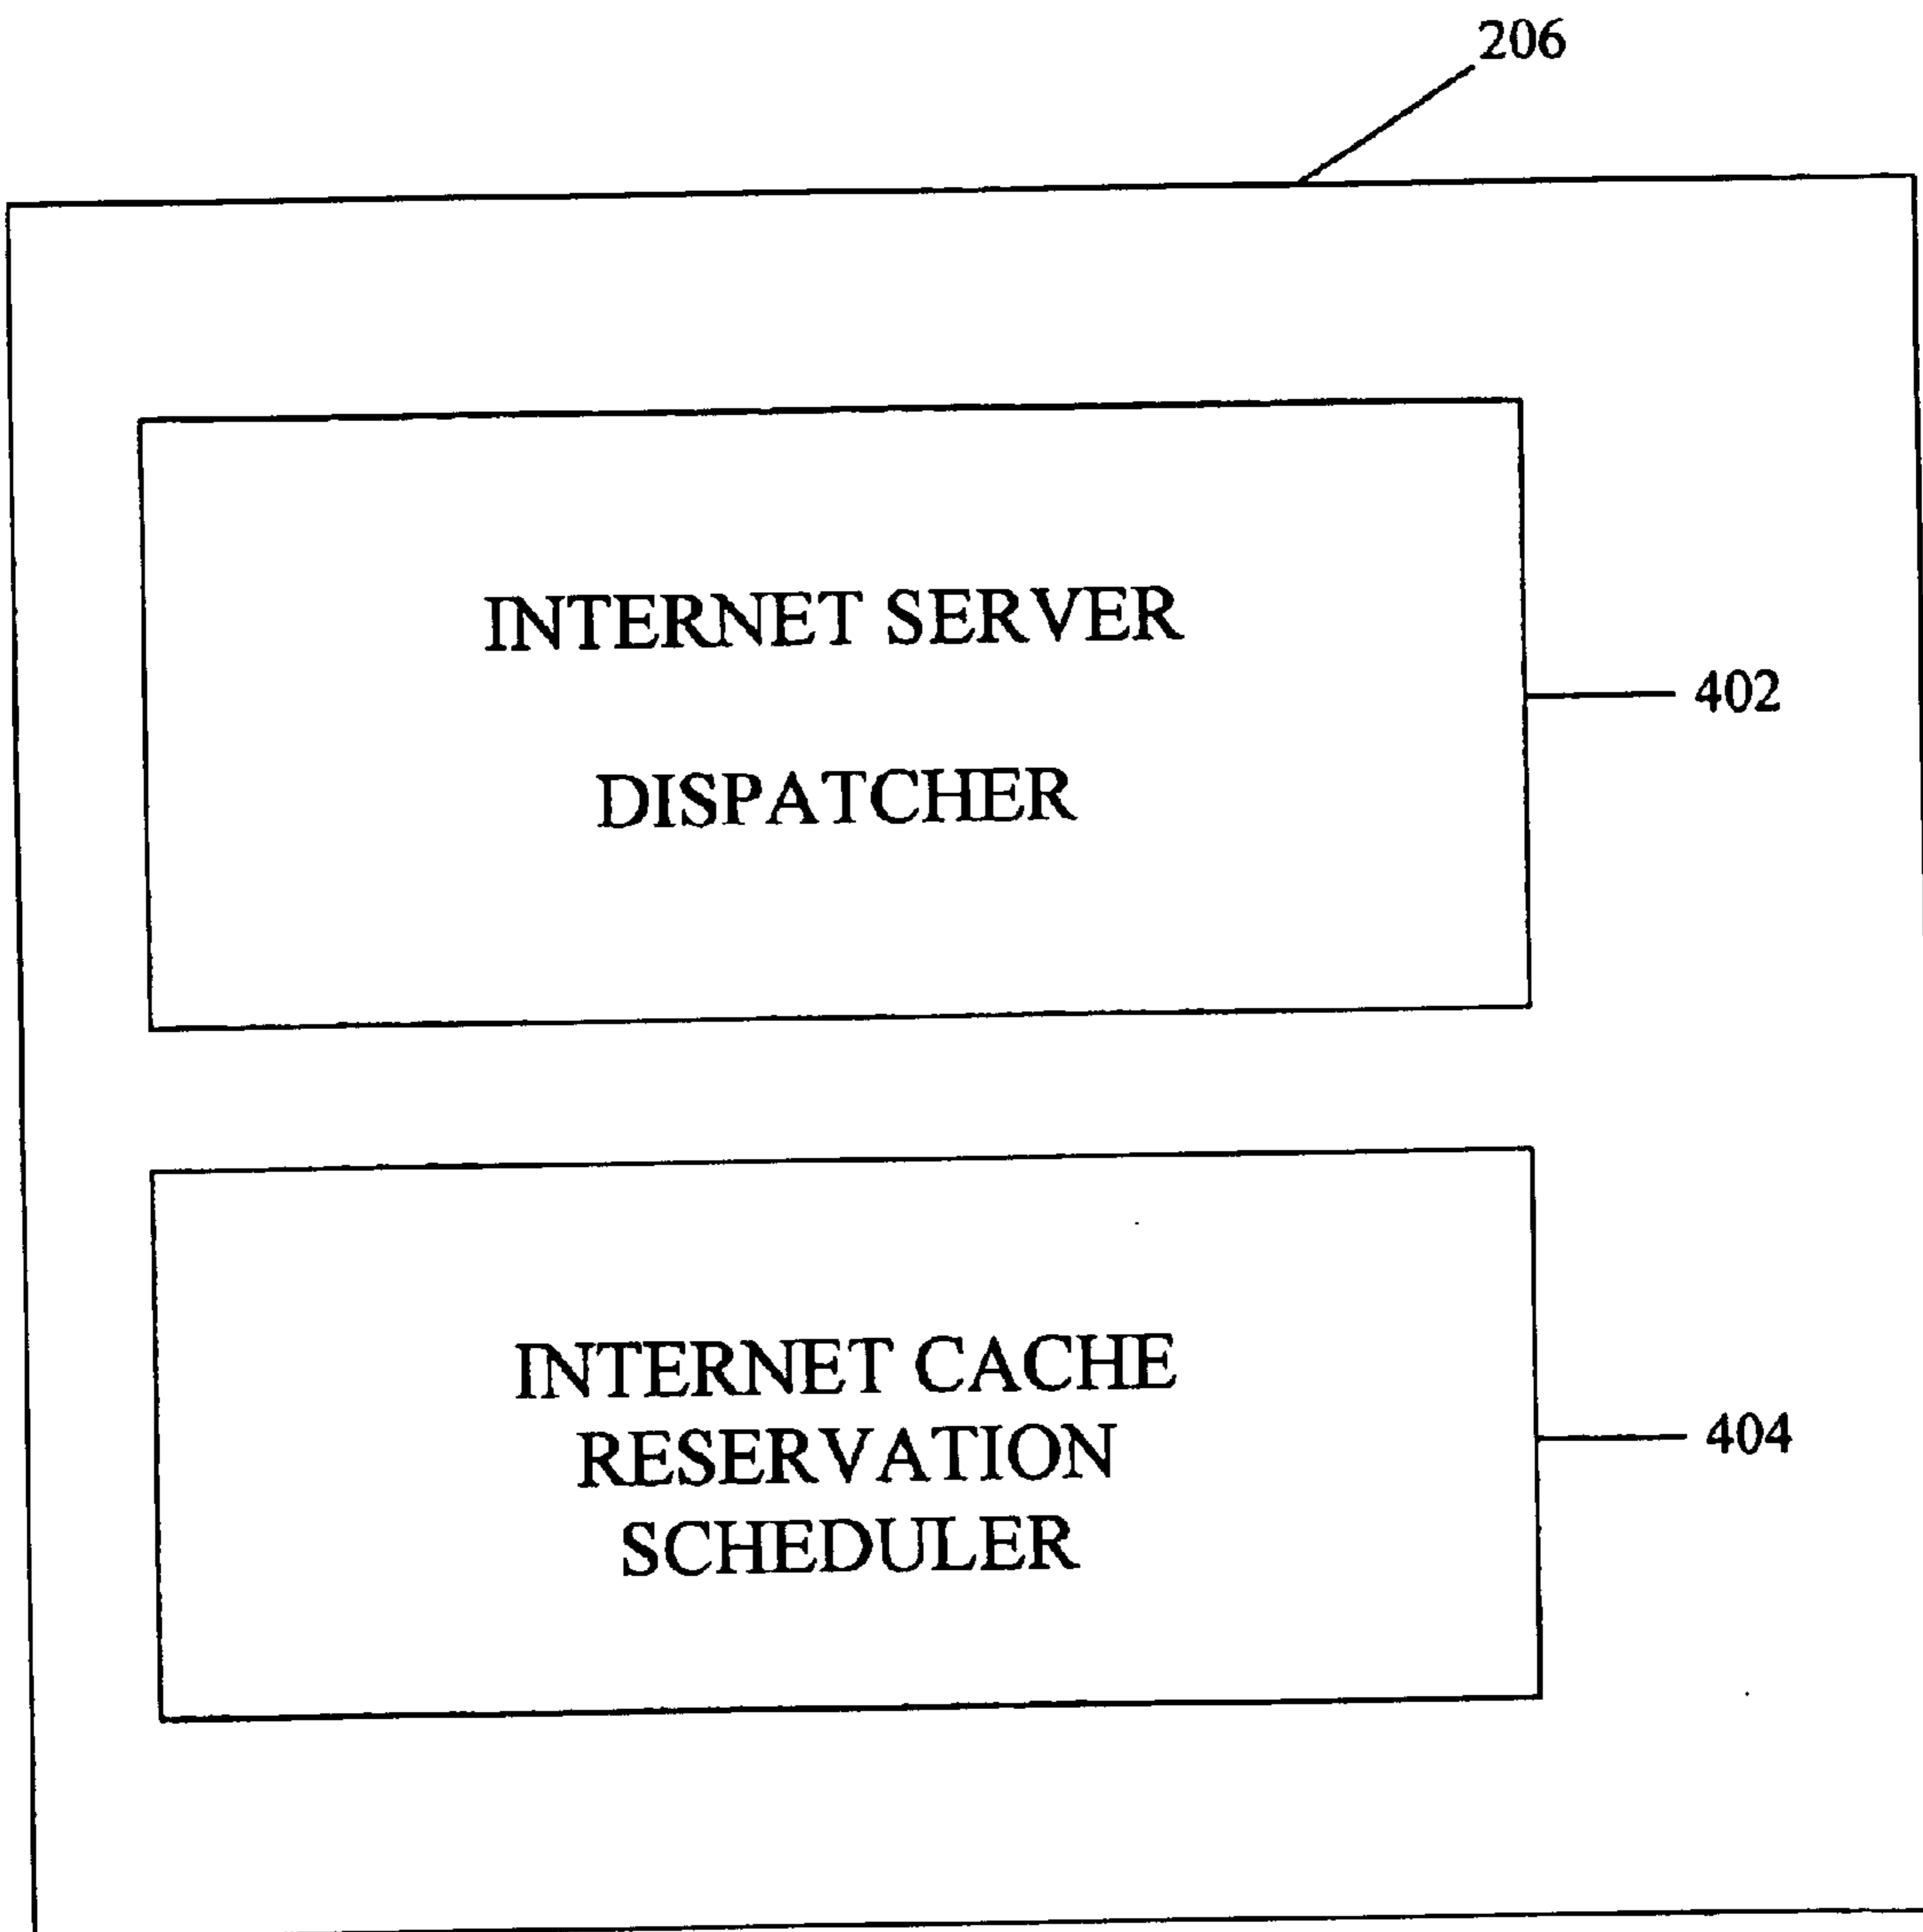 206
INTERNET SERVER
402
DISPATCHER
INTERNET CACHE
404
RESERVATION
SCHEDULER